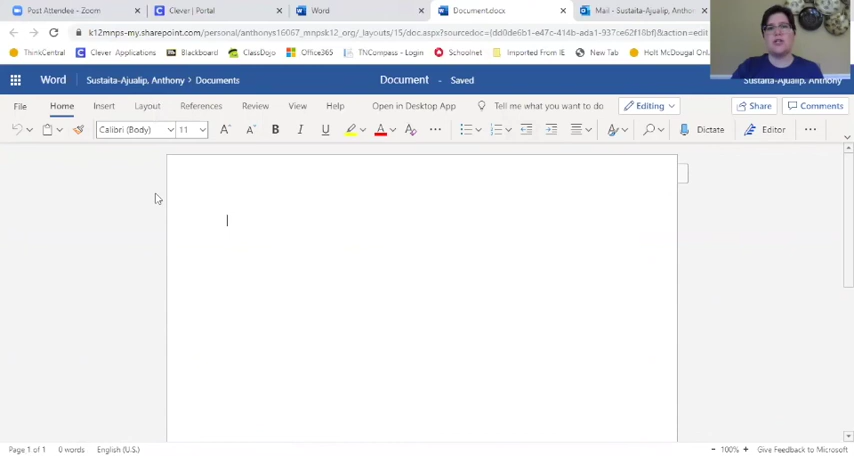 Post Attendee - Zoom
Clever | Portal
Word
Document.docx
Mail - Sustaita-Ajualip, Anthon
k12mnps-my.sharepoint.com/personal/anthonys16067_mnpsk12_org/_layouts/15/doc.aspx?sourcedoc={dd0de6b1-e47c-414b-ada1-937ce62f18bf}&action=edit
ThinkCentral Clever Applications Blackboard ClassDojo Office365 TNCompass - Login Schoolnet Imported From IE New Tab Holt McDougal Onl
Word Sustaita-Ajualip, Anthony > Documents Document - Saved Sustaita-Ajualip, Anthony
File Home Insert Layout References Review View Help Open in Desktop App Tell me what you want to do Editing Share Comments
Calibri (Body) 11 A A B I U A A Dictate Editor
Page 1 of 1 0 words English (U.S.) - 100% + Give Feedback to Microsoft